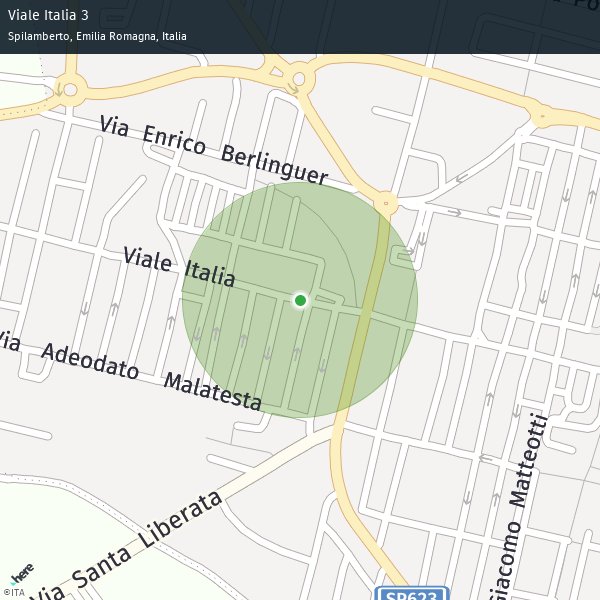 Viale Italia 3
Spilamberto, Emilia Romagna, Italia
Via Enrico Berlinguer
Viale Italia
Via Adeodato Malatesta
Giacomo Matteotti
Via Santa Liberata
SP623
here
©ITA